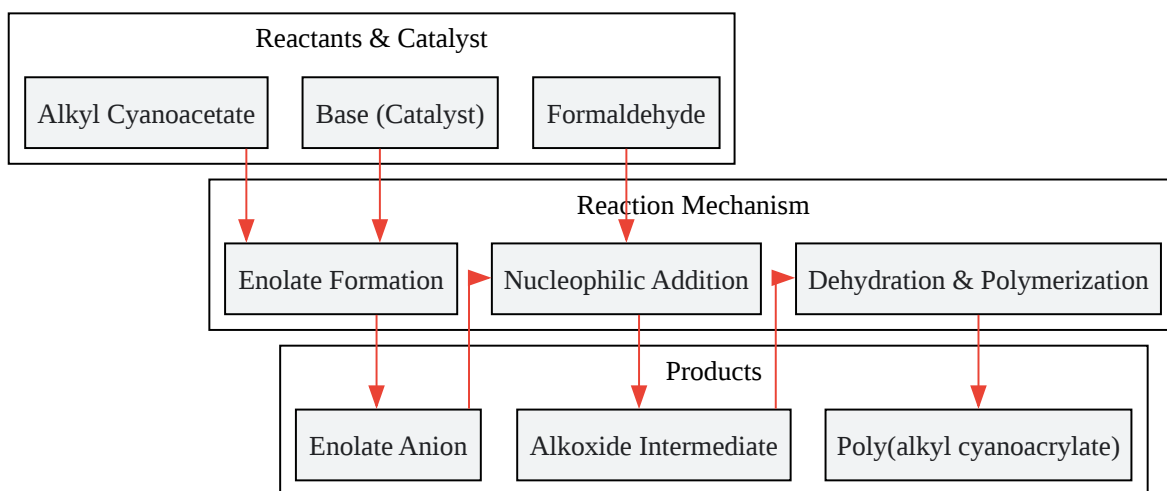 Reactants & Catalyst
Alkyl Cyanoacetate
Base (Catalyst)
Formaldehyde
Reaction Mechanism
Enolate Formation
Nucleophilic Addition
Dehydration & Polymerization
Products
Enolate Anion
Alkoxide Intermediate
Poly(alkyl cyanoacrylate)